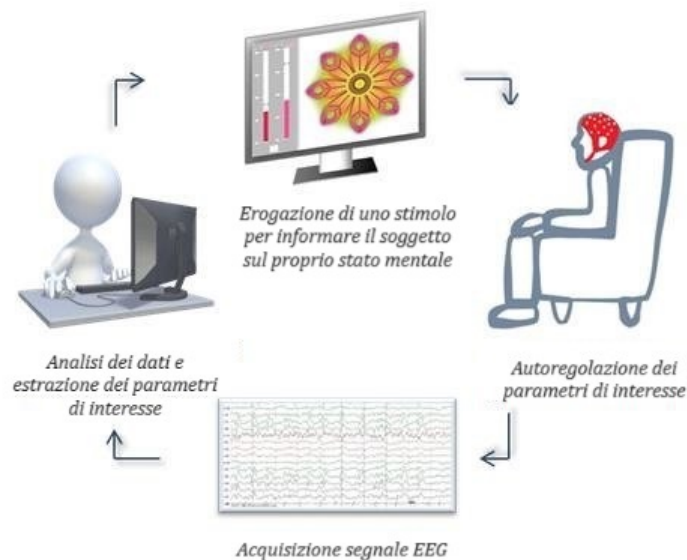 Erogazione di uno stimolo
per informare il soggetto
sul proprio stato mentale
Analisi dei dati e
estrazione dei parametri
di interesse
Autoregolazione dei
parametri di interesse
Acquisizione segnale EEG